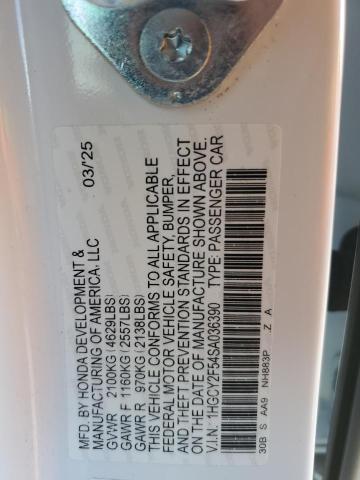 MFD. BY HONDA DEVELOPMENT & 03/'25
MANUFACTURING OF AMERICA, LLC
GVWR 2100KG (4629LBS)
GAWR F 1160KG (2557LBS)
GAWR R 970KG (2138LBS)
THIS VEHICLE CONFORMS TO ALL APPLICABLE
FEDERAL MOTOR VEHICLE SAFETY, BUMPER,
AND THEFT PREVENTION STANDARDS IN EFFECT
ON THE DATE OF MANUFACTURE SHOWN ABOVE.
V.I.N.: 1HGCY2F54SA036390 TYPE: PASSENGER CAR
30B S AA9 NH883P Z A